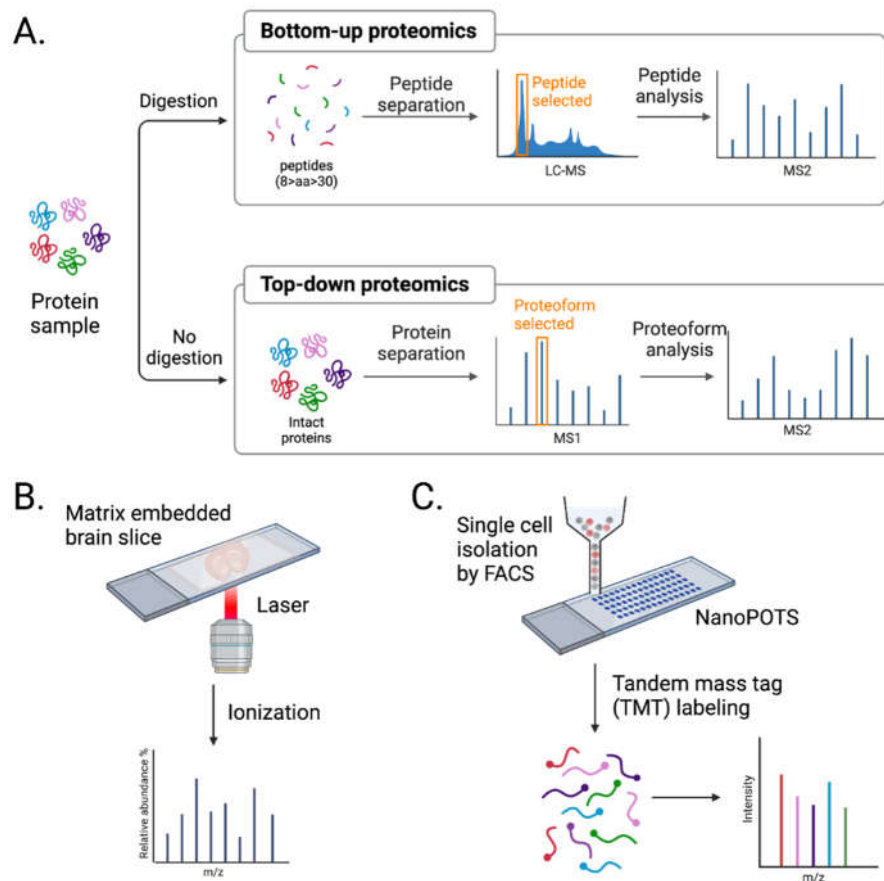 A.
Bottom-up proteomics
Digestion
peptides
(8>aa>30)
Peptide
separation
Peptide
selected
LC-MS
Peptide
analysis
MS2
Protein
sample
Top-down proteomics
No
digestion
Intact
proteins
Protein
separation
Proteoform
selected
MS1
Proteoform
analysis
MS2
B.
Matrix embedded
brain slice
Laser
Ionization
Relative abundance %
m/z
C.
Single cell
isolation
by FACS
NanoPOTS
Tandem mass tag
(TMT) labeling
Intensity
m/z